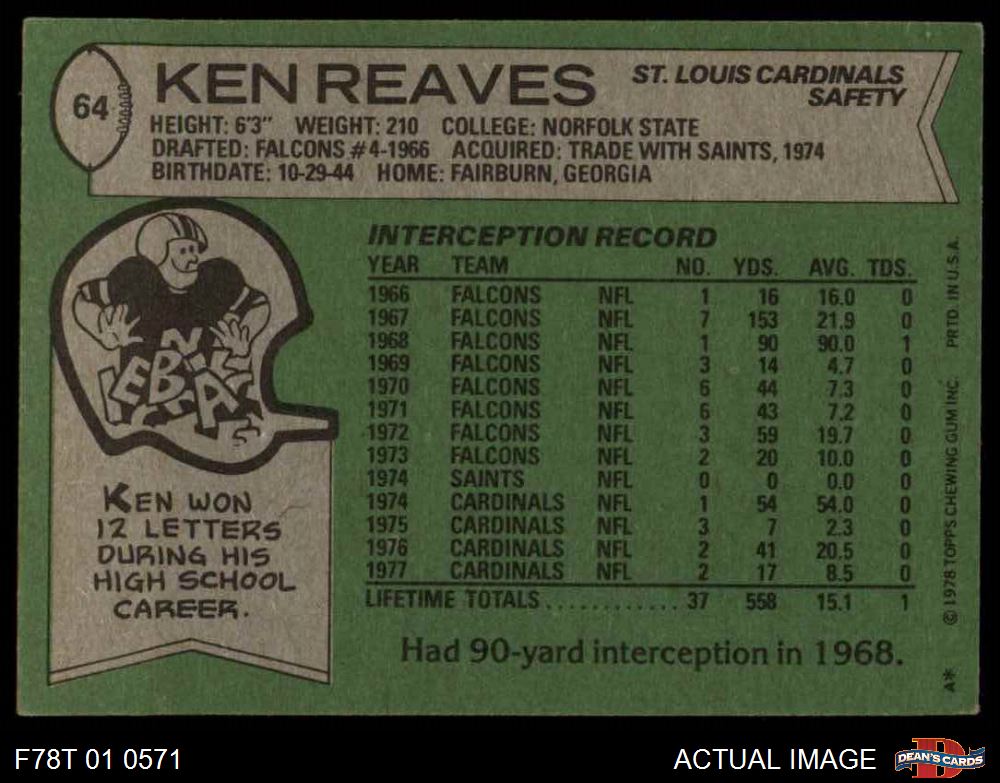 64
KEN REAVES
ST. LOUIS CARDINALS
SAFETY
HEIGHT: 6'3" WEIGHT: 210 COLLEGE: NORFOLK STATE
DRAFTED: FALCONS #4-1966 ACQUIRED: TRADE WITH SAINTS, 1974
BIRTHDATE: 10-29-44 HOME: FAIRBURN, GEORGIA
INTERCEPTION RECORD
YEAR TEAM NO. YDS. AVG. TDS.
1966 FALCONS NFL 1 16 16.0 0
1967 FALCONS NFL 7 153 21.9 0
1968 FALCONS NFL 1 90 90.0 1
1969 FALCONS NFL 3 14 4.7 0
1970 FALCONS NFL 6 44 7.3 0
1971 FALCONS NFL 6 43 7.2 0
1972 FALCONS NFL 3 59 19.7 0
1973 FALCONS NFL 2 20 10.0 0
1974 SAINTS NFL 0 0 0.0 0
1974 CARDINALS NFL 1 54 54.0 0
1975 CARDINALS NFL 3 7 2.3 0
1976 CARDINALS NFL 2 41 20.5 0
1977 CARDINALS NFL 2 17 8.5 0
LIFETIME TOTALS............ 37 558 15.1 1
Had 90-yard interception in 1968.
KEN WON
12 LETTERS
DURING HIS
HIGH SCHOOL
CAREER.
A* © 1978 TOPPS CHEWING GUM INC. PRTD. IN U.S.A.
F78T 01 0571
ACTUAL IMAGE
D
DEAN'S CARDS